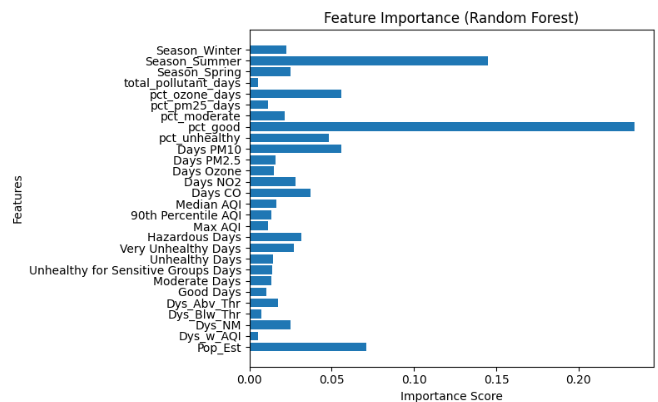 Feature Importance (Random Forest)
Season_Winter
Season_Summer
Season_Spring
total_pollutant_days
pct_ozone_days
pct_pm25_days
pct_moderate
pct_good
pct_unhealthy
Days PM10
Days PM2.5
Days Ozone
Days NO2
Days CO
Median AQI
90th Percentile AQI
Max AQI
Hazardous Days
Very Unhealthy Days
Unhealthy Days
Unhealthy for Sensitive Groups Days
Moderate Days
Good Days
Dys_Abv_Thr
Dys_Blw_Thr
Dys_NM
Dys_w_AQI
Pop_Est
Features
0.00 0.05 0.10 0.15 0.20
Importance Score